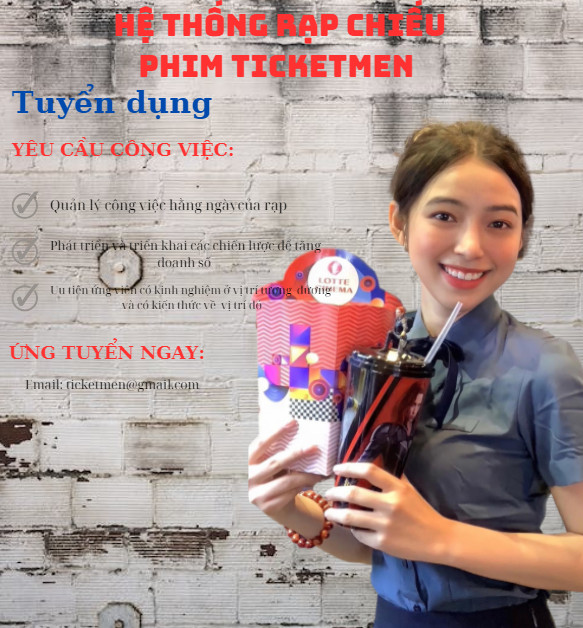 HỆ THỐNG RẠP CHIẾU
PHIM TICKETMEN
Tuyển dụng
YÊU CẦU CÔNG VIỆC:
Quản lý công việc hằng ngàycủa rạp
Phát triển và triển khai các chiến lược để tăng
doanh số
Ưu tiên ứng viên có kinh nghiệm ở vị trí tương đương
và có kiến thức về vị trí đó
LOTTE
CINEMA
ỨNG TUYỂN NGAY:
Email: ticketmen@gmail.com